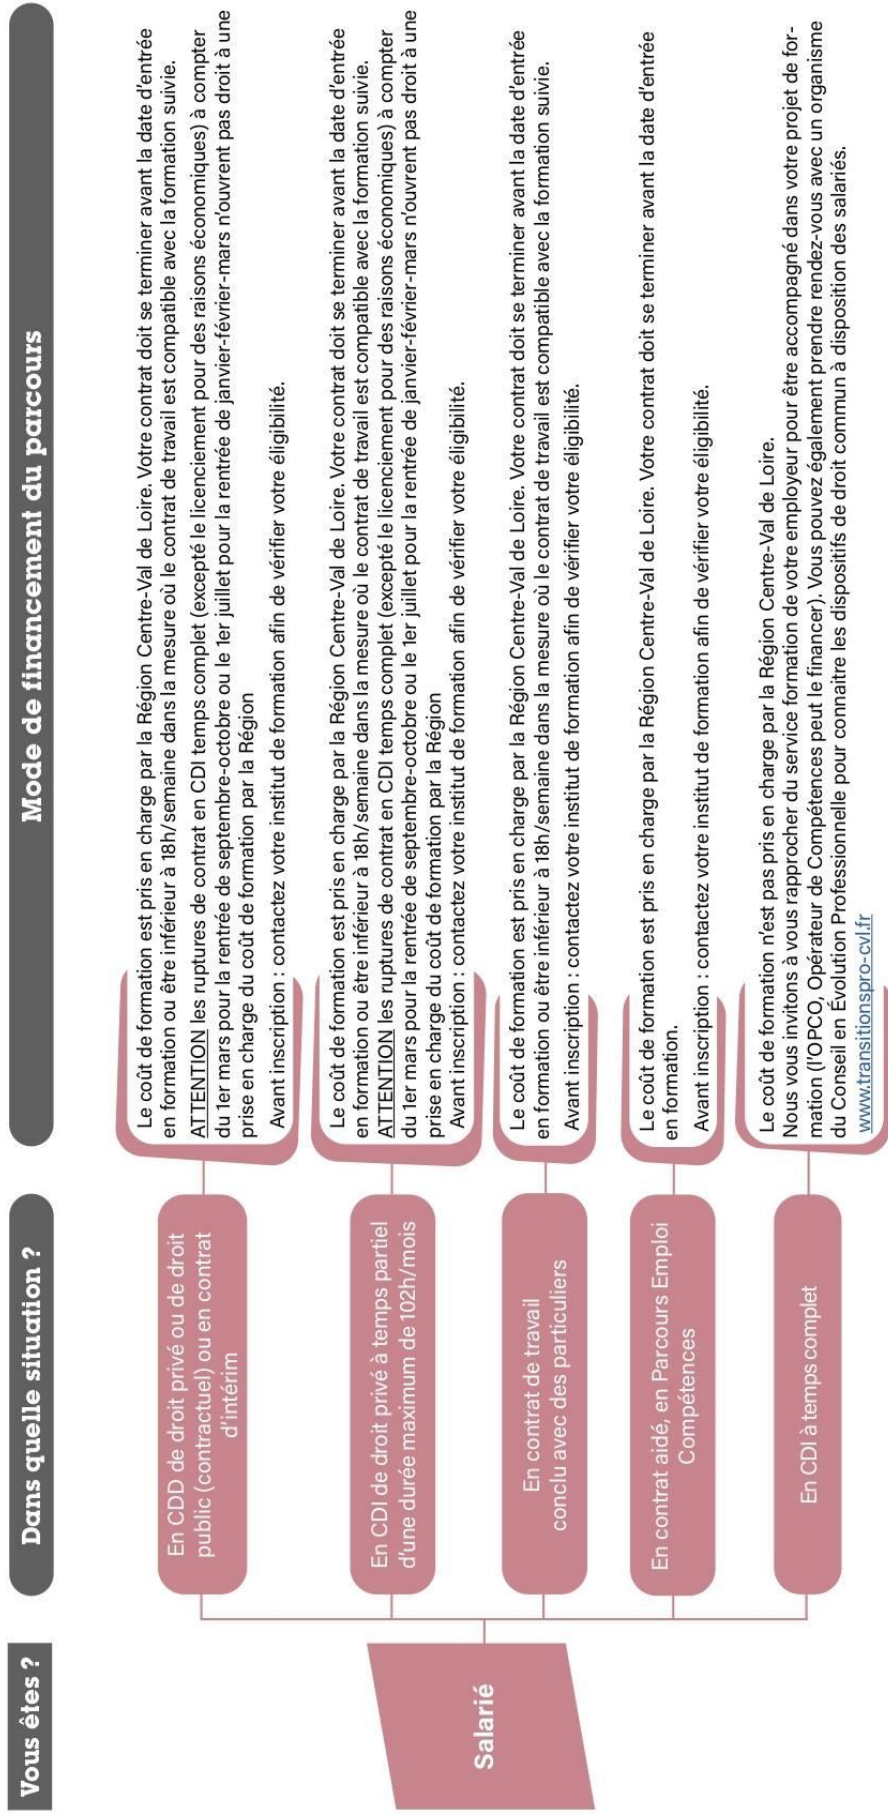 Vous êtes ?
Dans quelle situation ?
Mode de financement du parcours
Salarié
En CDD de droit privé ou de droit
public (contractuel) ou en contrat
d'intérim
Le coût de formation est pris en charge par la Région Centre-Val de Loire. Votre contrat doit se terminer avant la date d'entrée
en formation ou être inférieur à 18h/semaine dans la mesure où le contrat de travail est compatible avec la formation suivie.
ATTENTION les ruptures de contrat en CDI temps complet (excepté le licenciement pour des raisons économiques) à compter
du 1er mars pour la rentrée de septembre-octobre ou le 1er juillet pour la rentrée de janvier-février-mars n'ouvrent pas droit à une
prise en charge du coût de formation par la Région
Avant inscription : contactez votre institut de formation afin de vérifier votre éligibilité.
En CDI de droit privé à temps partiel
d'une durée maximum de 102h/mois
Le coût de formation est pris en charge par la Région Centre-Val de Loire. Votre contrat doit se terminer avant la date d'entrée
en formation ou être inférieur à 18h/semaine dans la mesure où le contrat de travail est compatible avec la formation suivie.
ATTENTION les ruptures de contrat en CDI temps complet (excepté le licenciement pour des raisons économiques) à compter
du 1er mars pour la rentrée de septembre-octobre ou le 1er juillet pour la rentrée de janvier-février-mars n'ouvrent pas droit à une
prise en charge du coût de formation par la Région
Avant inscription : contactez votre institut de formation afin de vérifier votre éligibilité.
En contrat de travail
conclu avec des particuliers
Le coût de formation est pris en charge par la Région Centre-Val de Loire. Votre contrat doit se terminer avant la date d'entrée
en formation ou être inférieur à 18h/semaine dans la mesure où le contrat de travail est compatible avec la formation suivie.
Avant inscription : contactez votre institut de formation afin de vérifier votre éligibilité.
En contrat aidé, en Parcours Emploi
Compétences
Le coût de formation est pris en charge par la Région Centre-Val de Loire. Votre contrat doit se terminer avant la date d'entrée
en formation.
Avant inscription : contactez votre institut de formation afin de vérifier votre éligibilité.
En CDI à temps complet
Le coût de formation n'est pas pris en charge par la Région Centre-Val de Loire.
Nous vous invitons à vous rapprocher du service formation de votre employeur pour être accompagné dans votre projet de for-
mation (l'OPCO, Opérateur de Compétences peut le financer). Vous pouvez également prendre rendez-vous avec un organisme
du Conseil en Évolution Professionnelle pour connaitre les dispositifs de droit commun à disposition des salariés.
www.transitionspro-cvl.fr